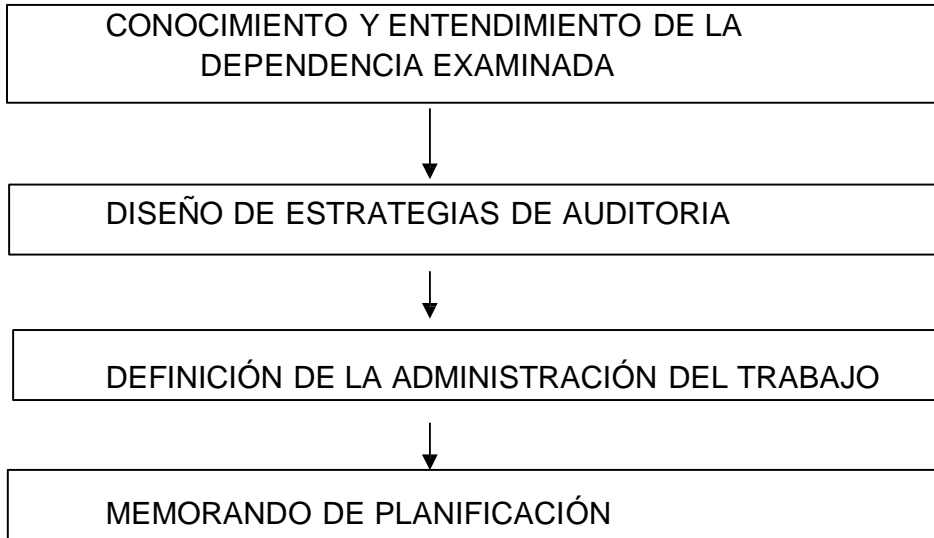 CONOCIMIENTO Y ENTENDIMIENTO DE LA
DEPENDENCIA EXAMINADA
DISEÑO DE ESTRATEGIAS DE AUDITORIA
DEFINICIÓN DE LA ADMINISTRACIÓN DEL TRABAJO
MEMORANDO DE PLANIFICACIÓN